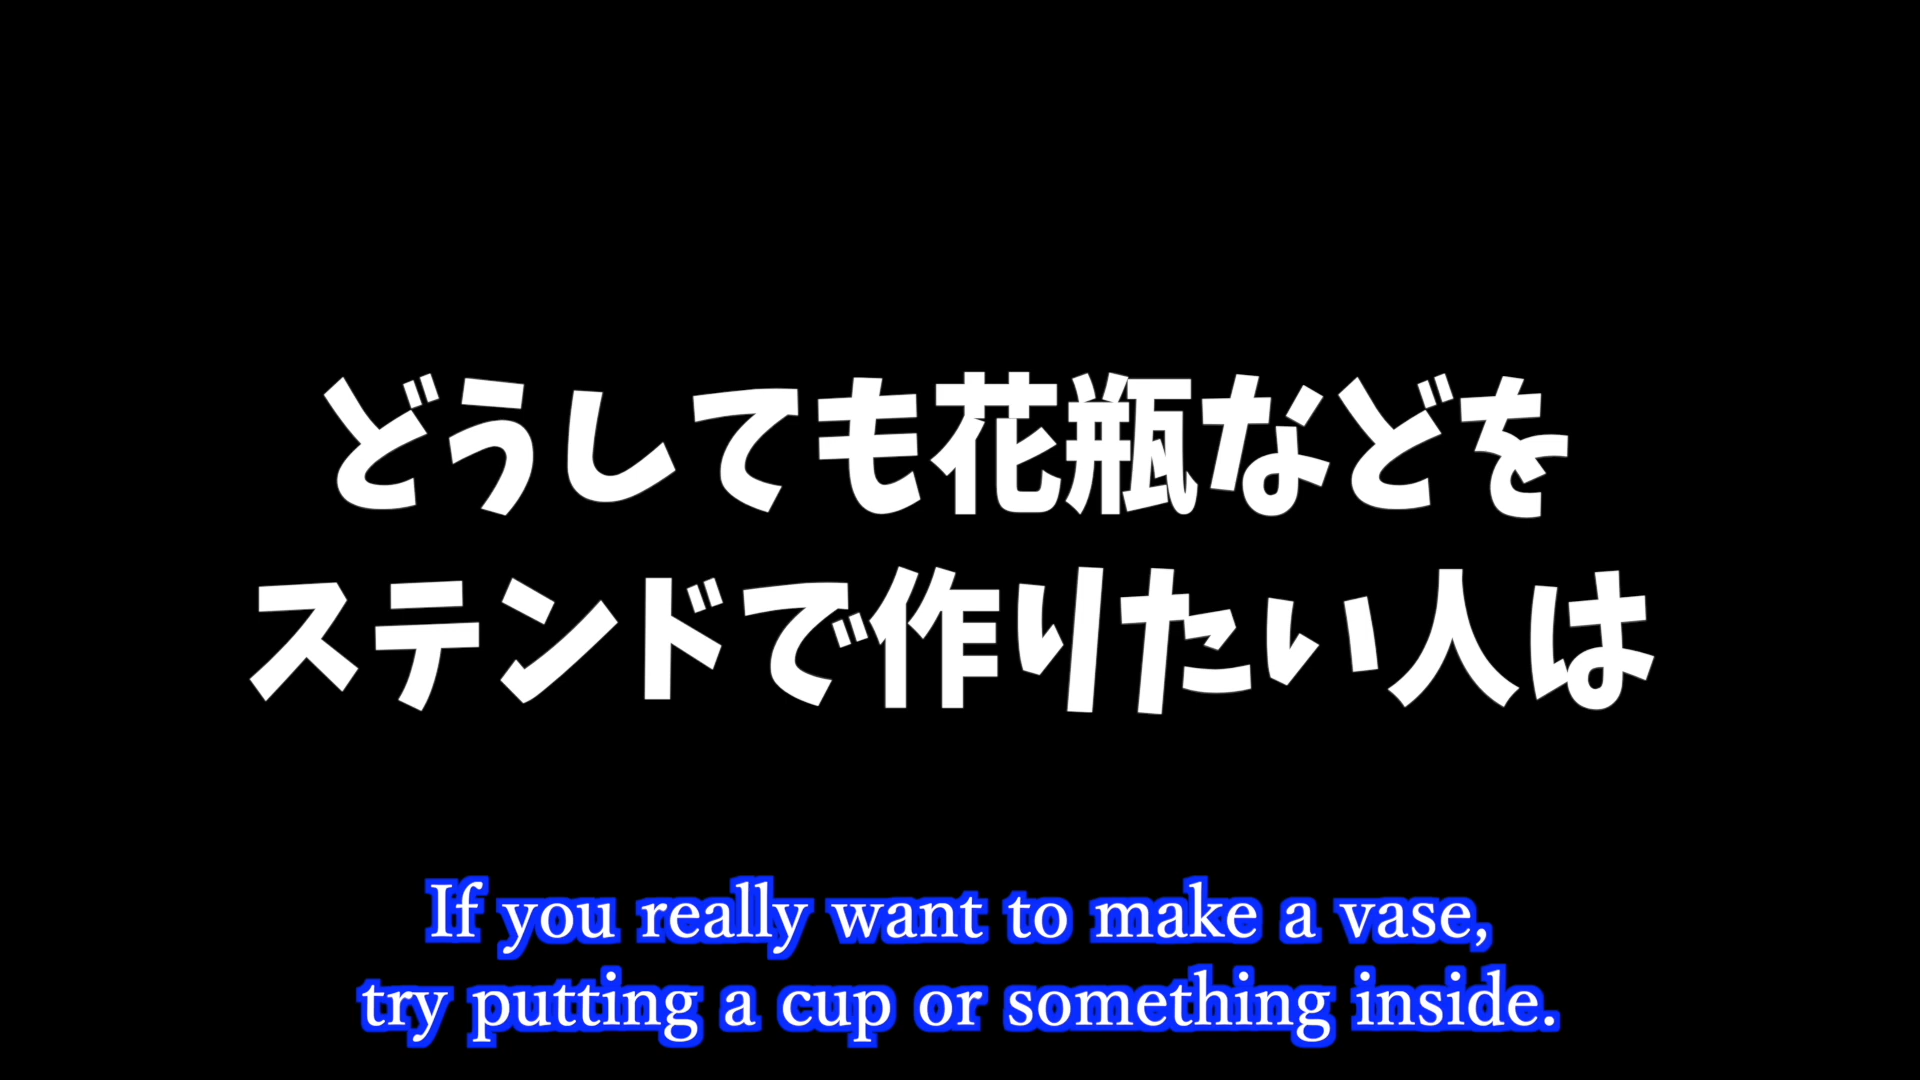 どうしても花瓶などを
ステンドで作りたい人は
If you really want to make a vase,
try putting a cup or something inside.